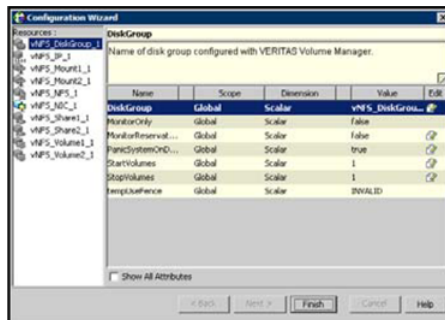 Configuration Wizard
Resources :
vNFS_DiskGroup_1
vNFS_IP_1
vNFS_Mount1_1
vNFS_Mount2_1
vNFS_NFS_1
vNFS_NIC_1
vNFS_Share1_1
vNFS_Share2_1
vNFS_Volume1_1
vNFS_Volume2_1
DiskGroup
Name of disk group configured with VERITAS Volume Manager.
Name Scope Dimension Value Edit
DiskGroup Global Scalar vNFS_DiskGrou...
MonitorOnly Global Scalar false
MonitorReservat... Global Scalar false
PanicSystemOnD... Global Scalar true
StartVolumes Global Scalar 1
StopVolumes Global Scalar 1
tempUseFence Global Scalar INVALID
Show All Attributes
< Back Next > Finish Cancel Help